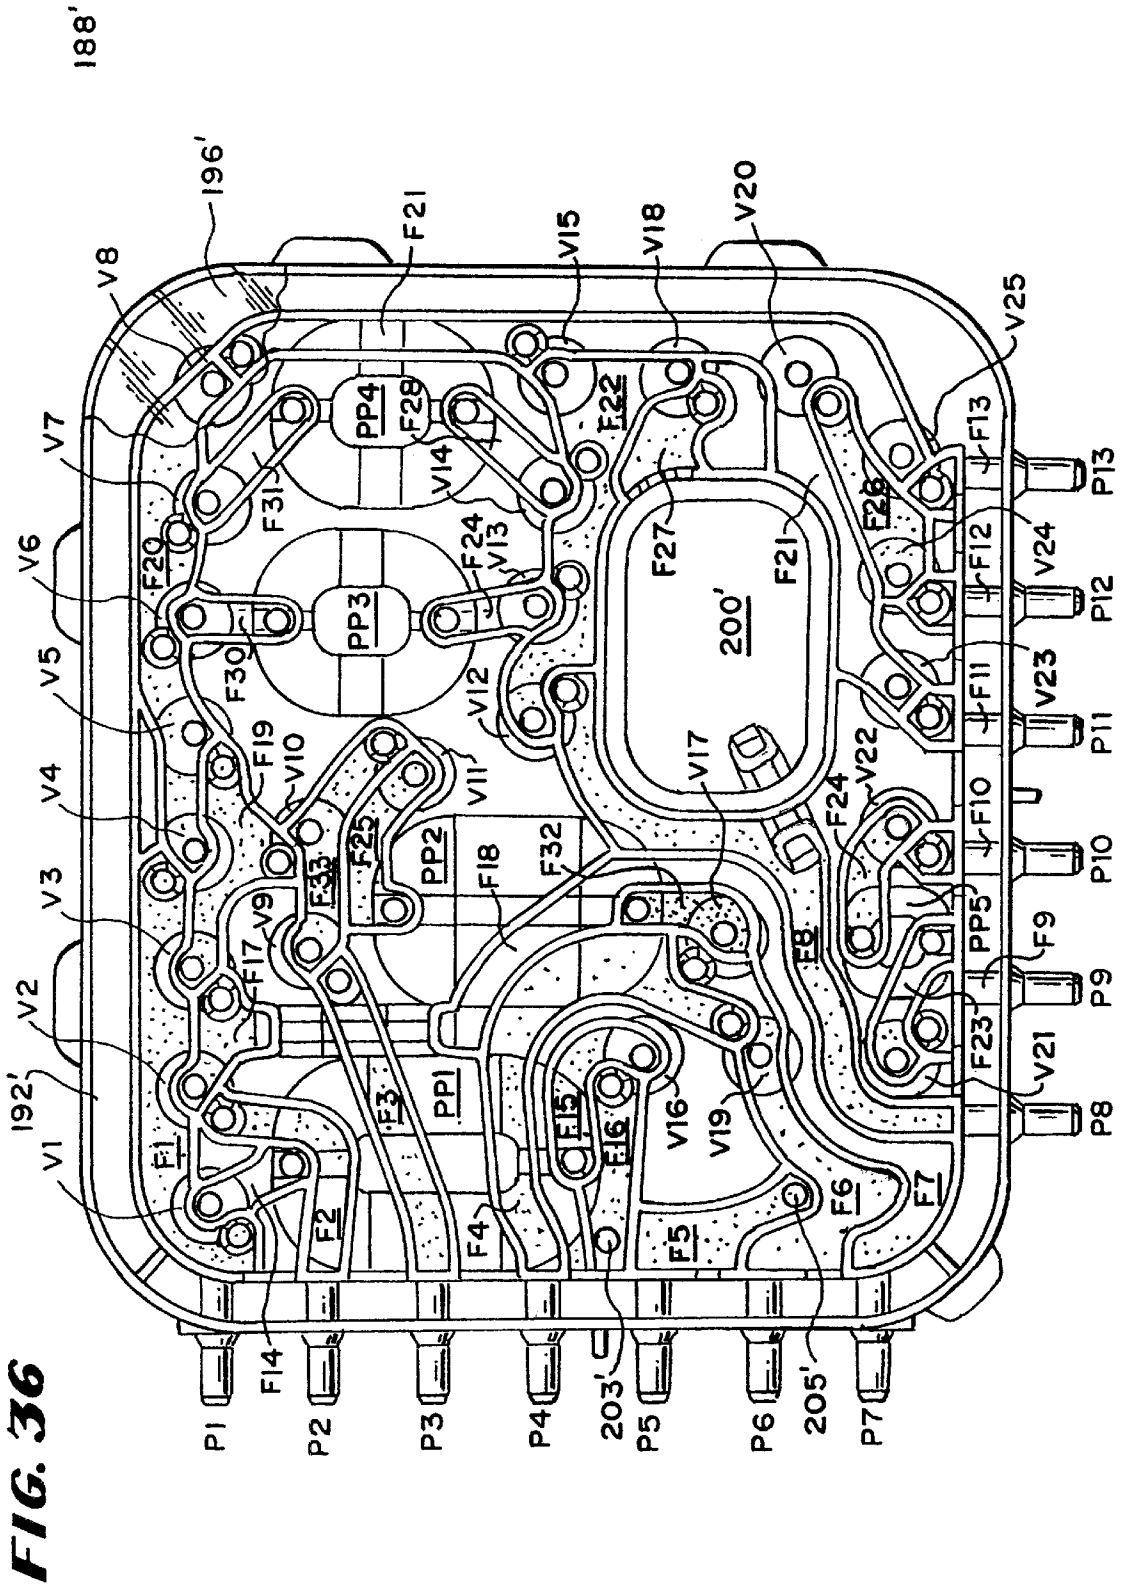 FIG. 36
188'
192'
196'
V1
V2
V3
V4
V5
V6
V7
V8
F21
V15
V18
V20
V25
F1
F20
F14
F2
F17
V9
F19
V10
F30
F31
PP4
F28
V14
PP3
F24
V13
V12
V11
F33
F25
PP2
F18
F3
PP1
F4
F15
F16
V16
V19
F32
V17
F22
F27
200'
F21
F26
F5
F6
F7
F8
F24
V22
F23
V21
PP5
F9
F10
F11
V23
F12
V24
F13
203'
205'
P1
P2
P3
P4
P5
P6
P7
P8
P9
P10
P11
P12
P13